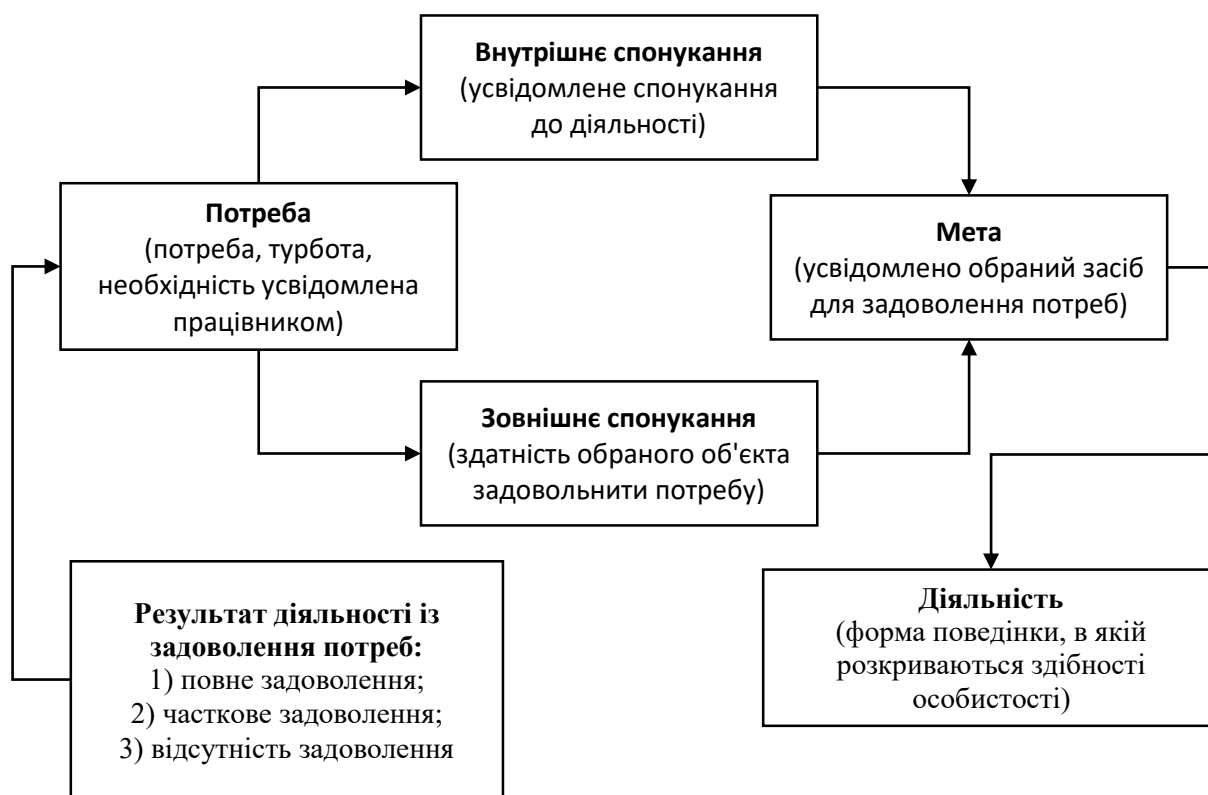 Внутрішнє спонукання
(усвідомлене спонукання
до діяльності)
Потреба
(потреба, турбота,
необхідність усвідомлена
працівником)
Мета
(усвідомлено обраний засіб
для задоволення потреб)
Зовнішнє спонукання
(здатність обраного об'єкта
задовольнити потребу)
Результат діяльності із
задоволення потреб:
1) повне задоволення;
2) часткове задоволення;
3) відсутність задоволення
Діяльність
(форма поведінки, в якій
розкриваються здібності
особистості)